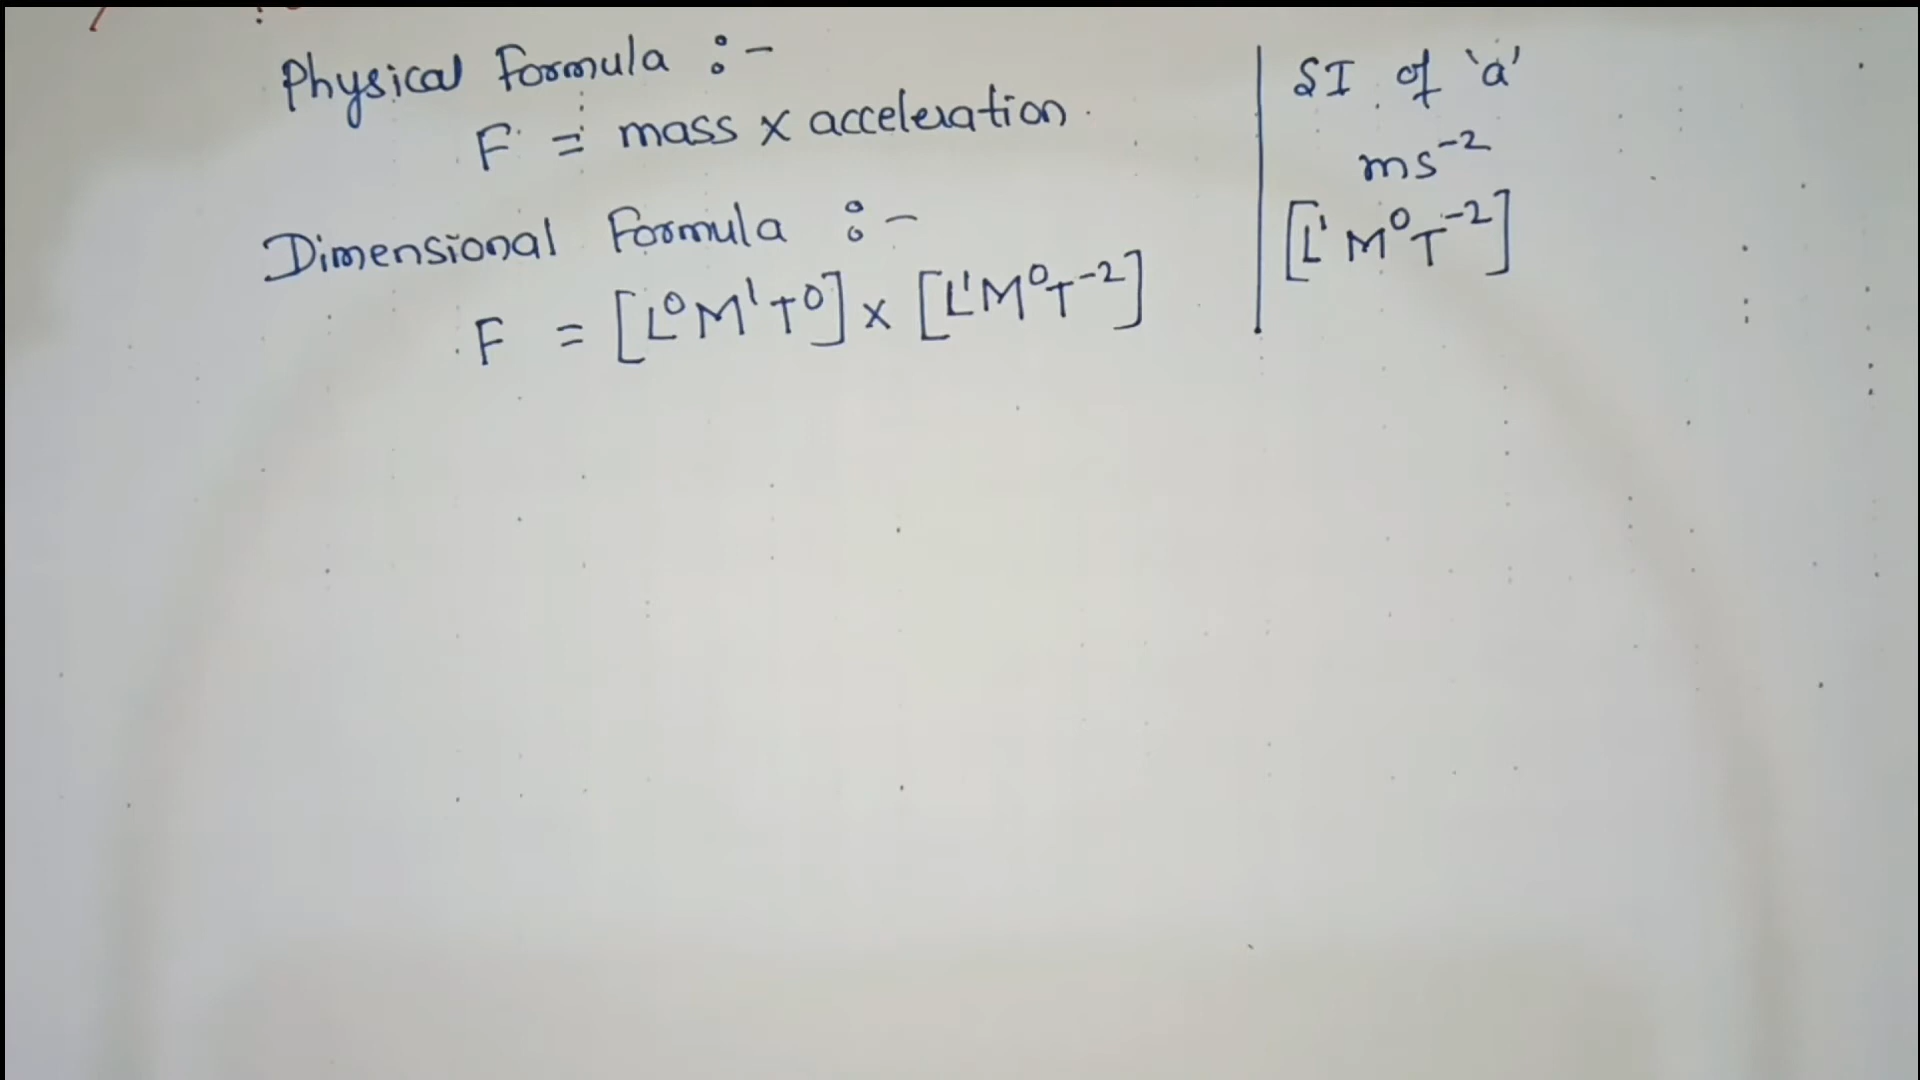 Physical Formula :-
F = mass x acceleration
Dimensional Formula :-
F = [L⁰M¹T⁰] x [L¹M⁰T⁻²]
SI of 'a'
ms⁻²
[L¹M⁰T⁻²]